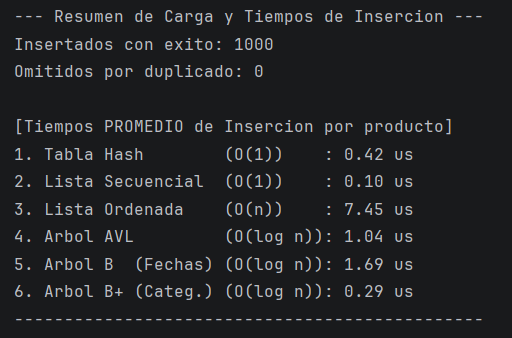 --- Resumen de Carga y Tiempos de Insercion ---
Insertados con exito: 1000
Omitidos por duplicado: 0

[Tiempos PROMEDIO de Insercion por producto]
1. Tabla Hash        (O(1))    : 0.42 us
2. Lista Secuencial  (O(1))    : 0.10 us
3. Lista Ordenada    (O(n))    : 7.45 us
4. Arbol AVL         (O(log n)): 1.04 us
5. Arbol B  (Fechas) (O(log n)): 1.69 us
6. Arbol B+ (Categ.) (O(log n)): 0.29 us
-----------------------------------------------